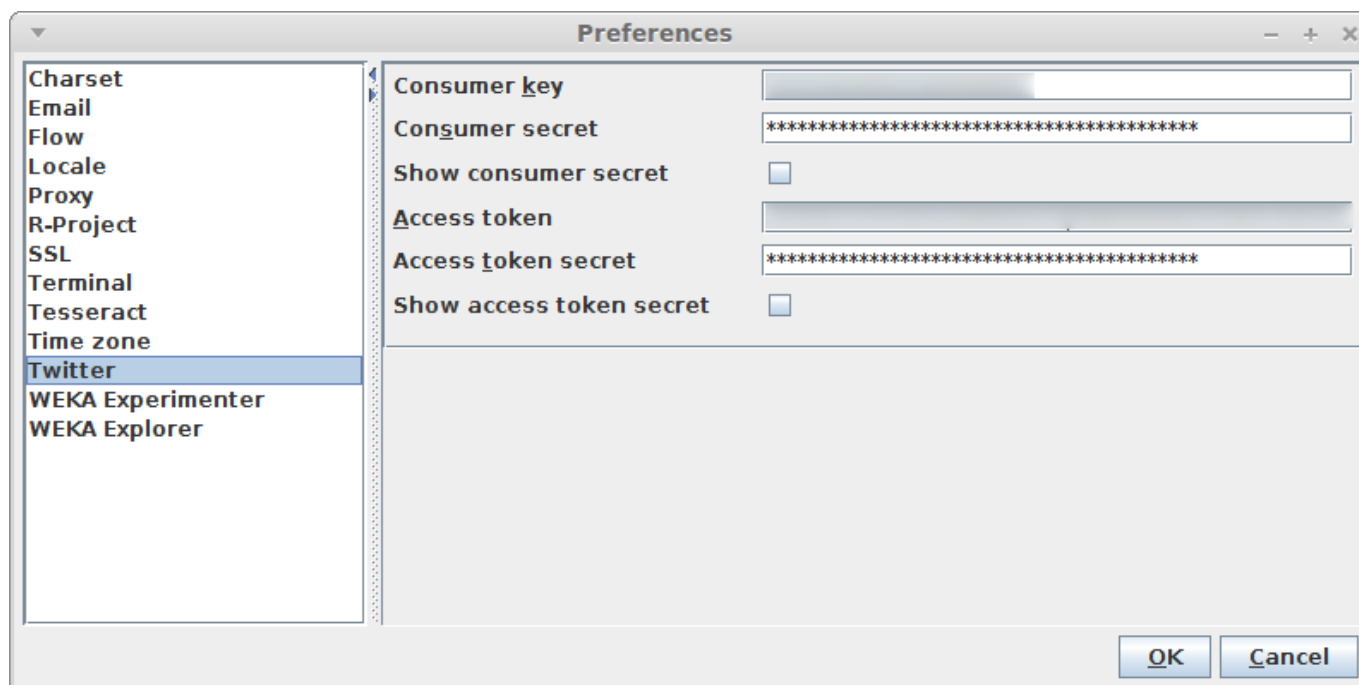 Preferences
Charset
Email
Flow
Locale
Proxy
R-Project
SSL
Terminal
Tesseract
Time zone
Twitter
WEKA Experimenter
WEKA Explorer
Consumer key
Consumer secret ******************************************
Show consumer secret
Access token
Access token secret ******************************************
Show access token secret
OK Cancel